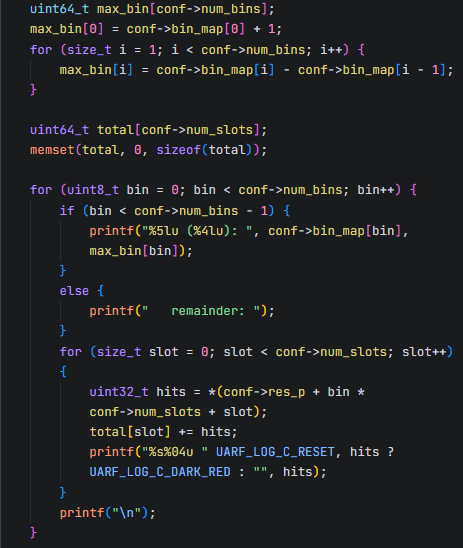 uint64_t max_bin[conf->num_bins];
max_bin[0] = conf->bin_map[0] + 1;
for (size_t i = 1; i < conf->num_bins; i++) {
    max_bin[i] = conf->bin_map[i] - conf->bin_map[i - 1];
}

uint64_t total[conf->num_slots];
memset(total, 0, sizeof(total));

for (uint8_t bin = 0; bin < conf->num_bins; bin++) {
    if (bin < conf->num_bins - 1) {
        printf("%5lu (%4lu): ", conf->bin_map[bin],
        max_bin[bin]);
    }
    else {
        printf("   remainder: ");
    }
    for (size_t slot = 0; slot < conf->num_slots; slot++)
    {
        uint32_t hits = *(conf->res_p + bin *
        conf->num_slots + slot);
        total[slot] += hits;
        printf("%s%04u " UARF_LOG_C_RESET, hits ?
        UARF_LOG_C_DARK_RED : "", hits);
    }
    printf("\n");
}